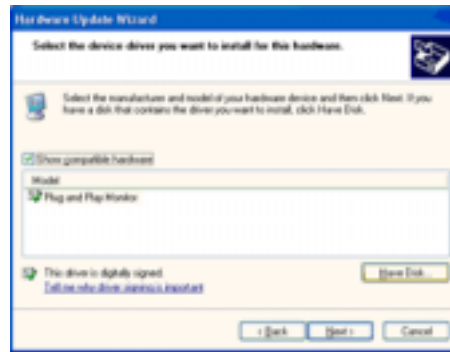 Hardware Update Wizard
Select the device driver you want to install for this hardware.
Select the manufacturer and model of your hardware device and then click Next. If you
have a disk that contains the driver you want to install, click Have Disk.
Show compatible hardware
Model
Plug and Play Monitor
This driver is digitally signed.
Tell me why driver signing is important
Have Disk...
< Back
Next >
Cancel